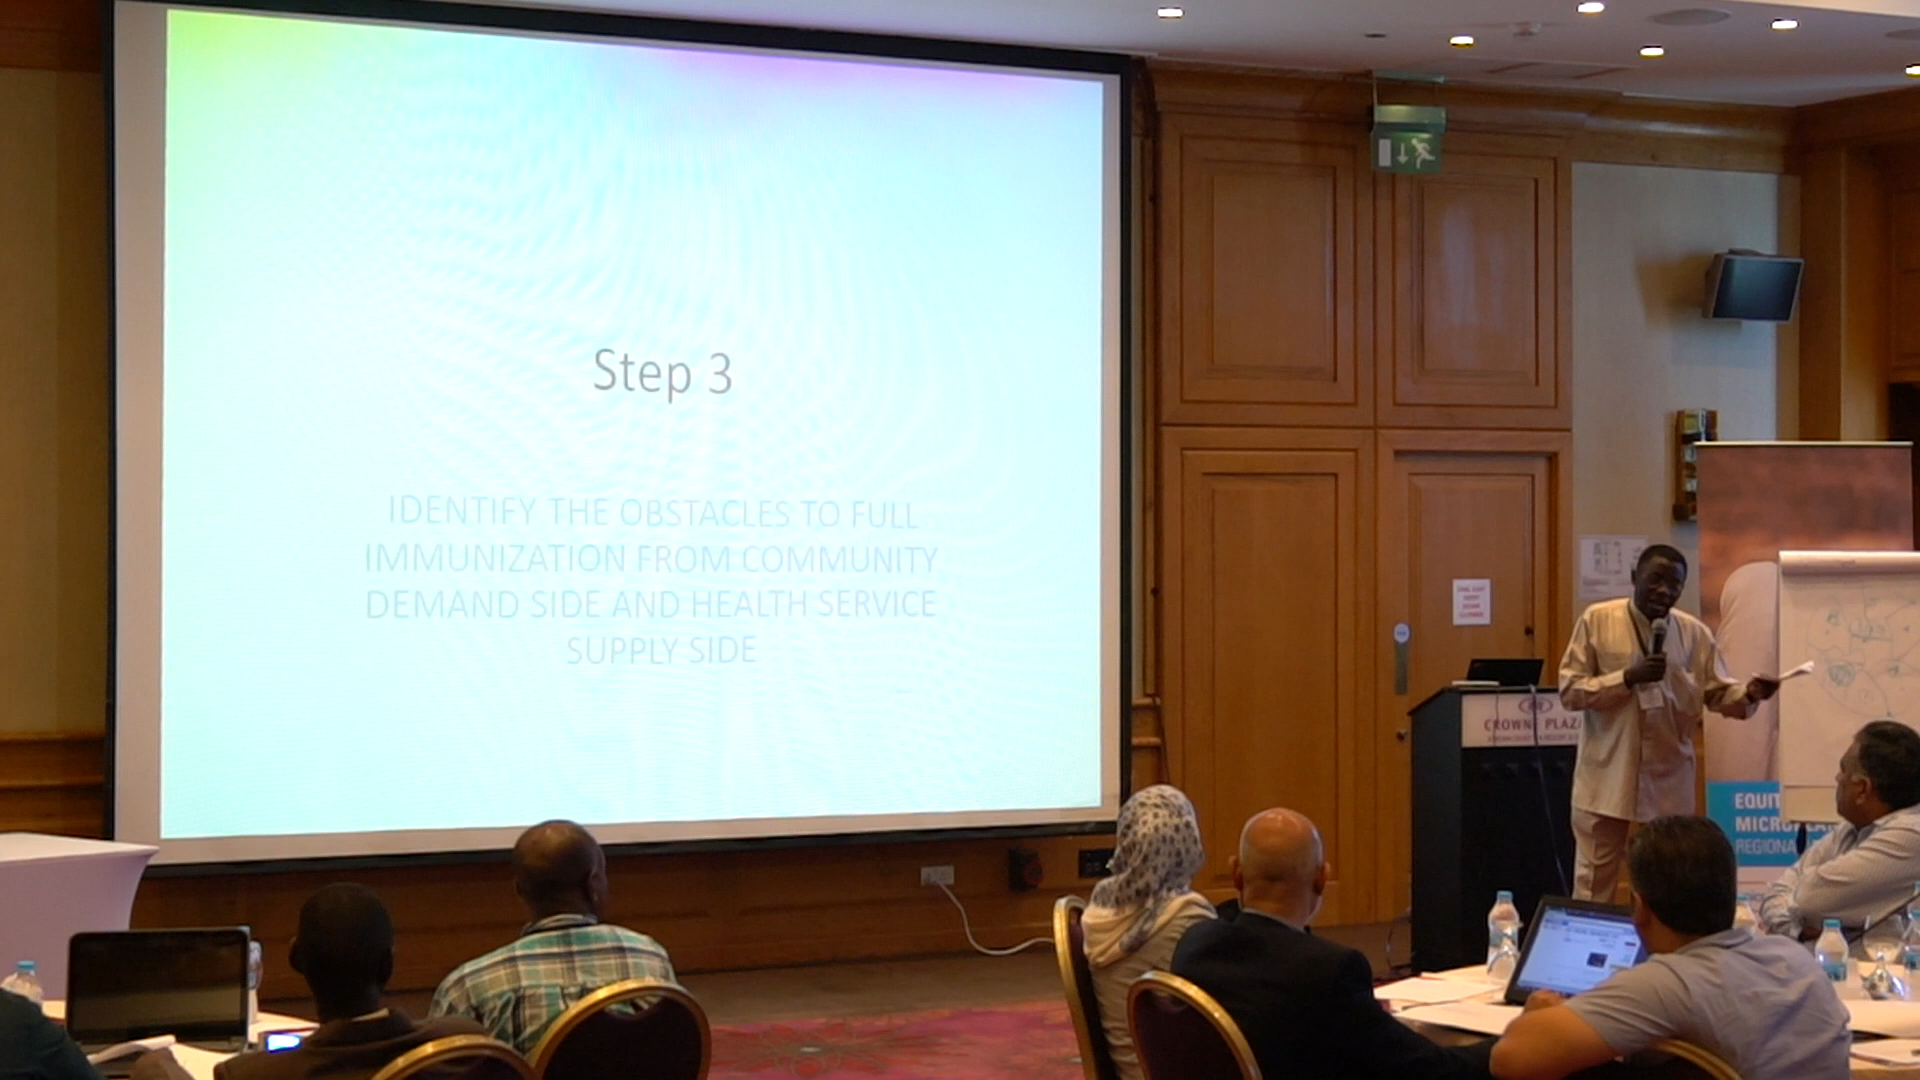 Step 3
IDENTIFY THE OBSTACLES TO FULL
IMMUNIZATION FROM COMMUNITY
DEMAND SIDE AND HEALTH SERVICE
SUPPLY SIDE
CROWNE PLAZA
EQUIT
MICR
REGIONA